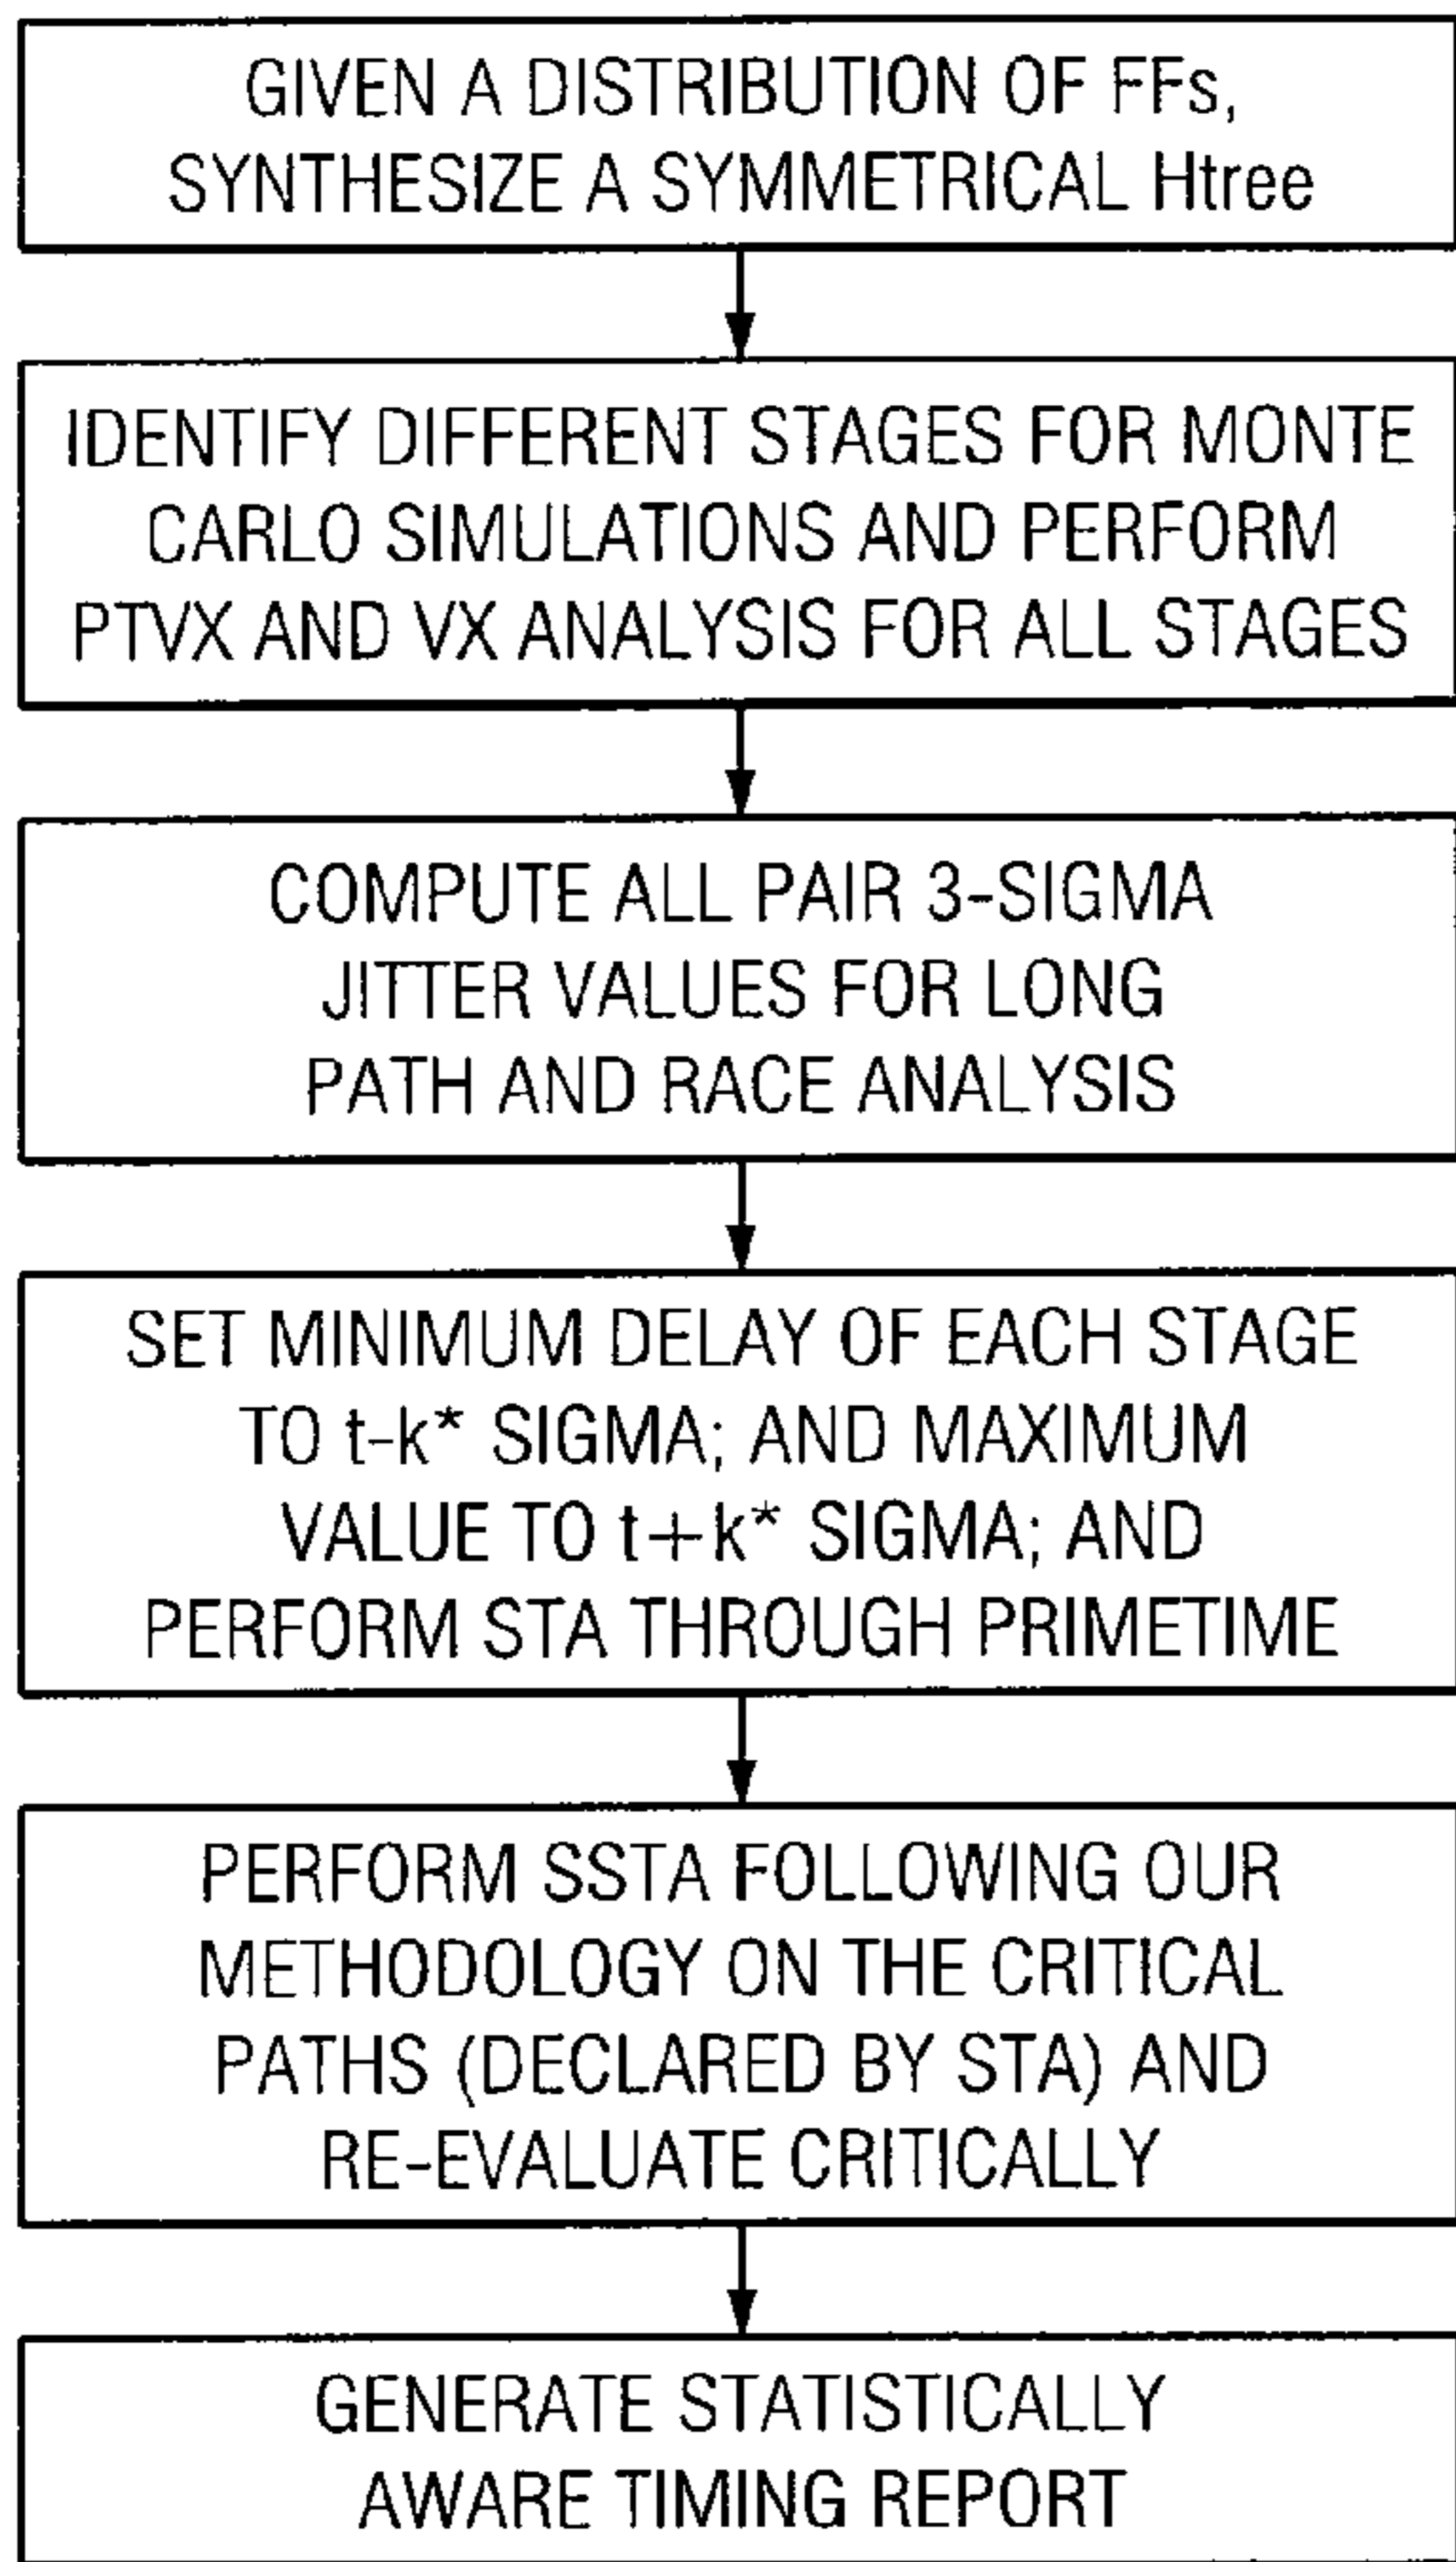 GIVEN A DISTRIBUTION OF FFs,
SYNTHESIZE A SYMMETRICAL Htree
IDENTIFY DIFFERENT STAGES FOR MONTE
CARLO SIMULATIONS AND PERFORM
PTVX AND VX ANALYSIS FOR ALL STAGES
COMPUTE ALL PAIR 3-SIGMA
JITTER VALUES FOR LONG
PATH AND RACE ANALYSIS
SET MINIMUM DELAY OF EACH STAGE
TO t-k* SIGMA; AND MAXIMUM
VALUE TO t+k* SIGMA; AND
PERFORM STA THROUGH PRIMETIME
PERFORM SSTA FOLLOWING OUR
METHODOLOGY ON THE CRITICAL
PATHS (DECLARED BY STA) AND
RE-EVALUATE CRITICALLY
GENERATE STATISTICALLY
AWARE TIMING REPORT